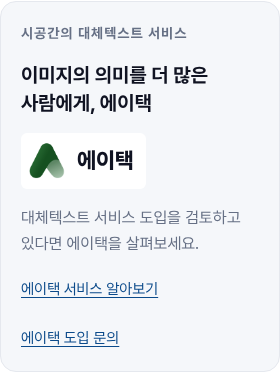 시공간의 대체텍스트 서비스
이미지의 의미를 더 많은
사람에게, 에이택
에이택
대체텍스트 서비스 도입을 검토하고
있다면 에이택을 살펴보세요.
에이택 서비스 알아보기
에이택 도입 문의